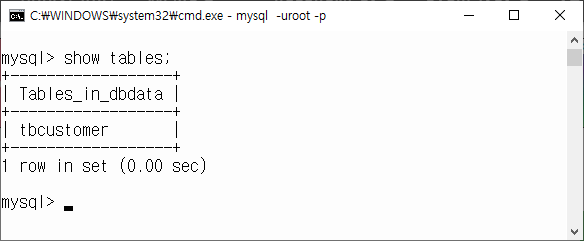 C:₩WINDOWS₩system32₩cmd.exe - mysql  -uroot -p
mysql> show tables;
+------------------+
| Tables_in_dbdata |
+------------------+
| tbcustomer       |
+------------------+
1 row in set (0.00 sec)
mysql>